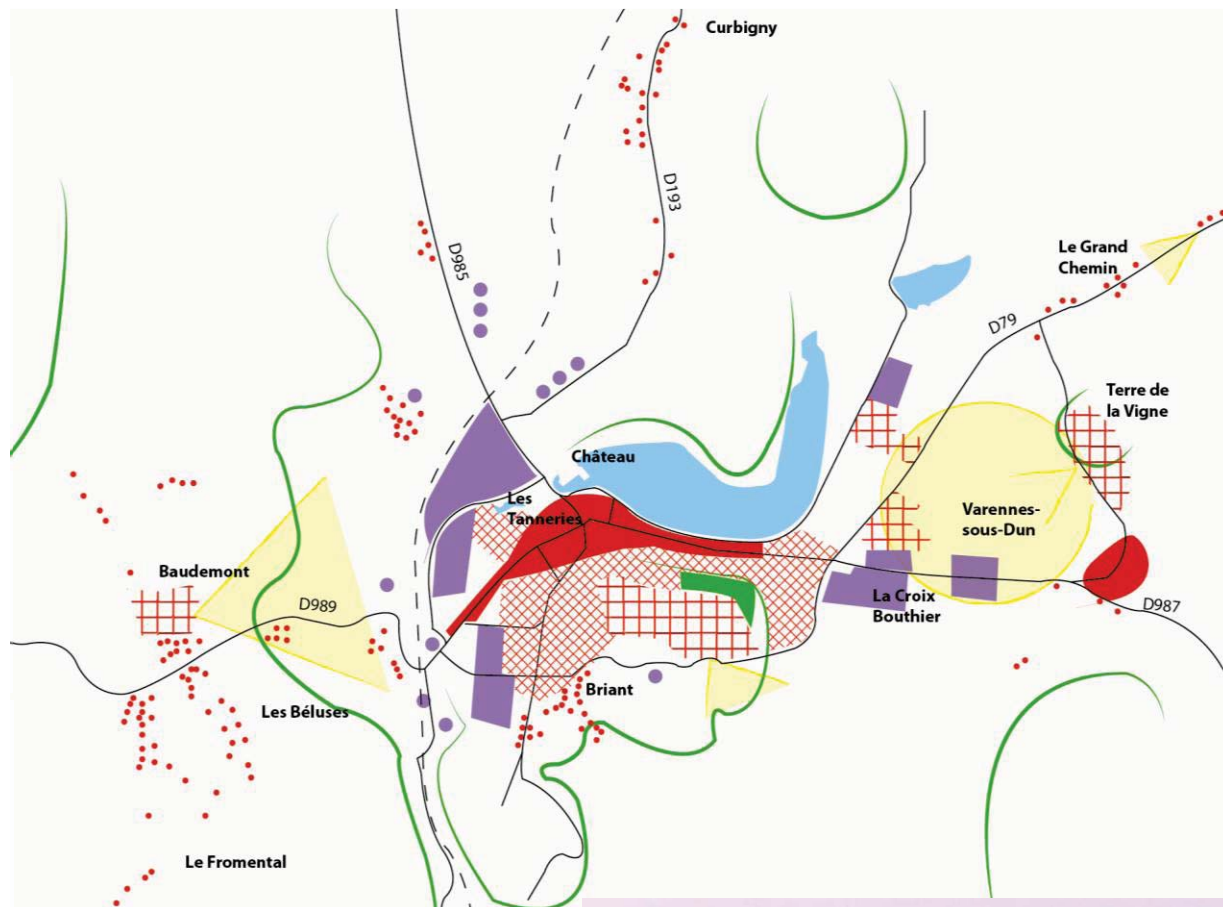 Curbigny
D193
D985
Le Grand
Chemin
D79
Terre de
la Vigne
Château
Les
Tanneries
Varennes-
sous-Dun
Baudemont
D989
La Croix
Bouthier
D987
Briant
Les Béluses
Le Fromental